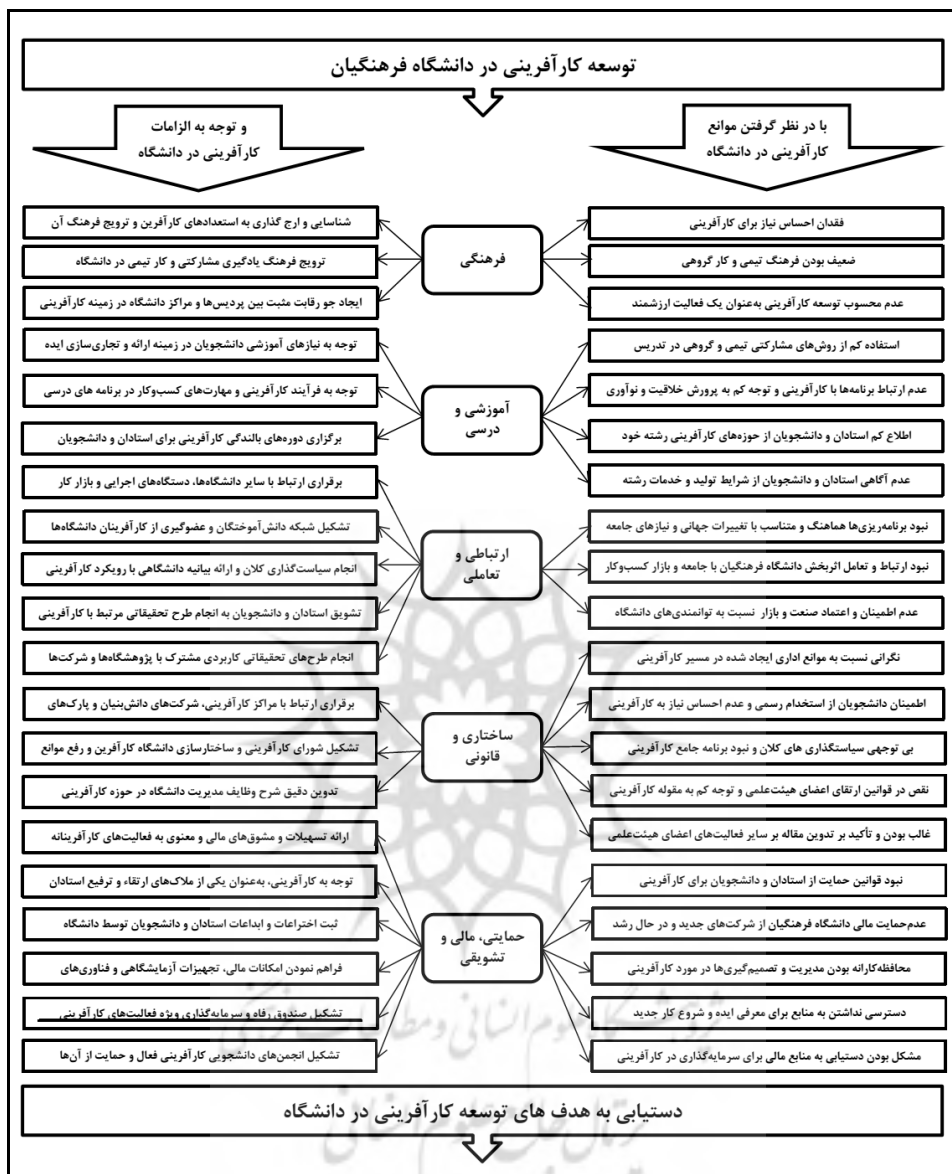 توسعه کارآفرینی در دانشگاه فرهنگیان
با در نظر گرفتن موانع
کارآفرینی در دانشگاه
و توجه به الزامات
کارآفرینی در دانشگاه
فرهنگی
فقدان احساس نیاز برای کارآفرینی
ضعیف بودن فرهنگ تیمی و کار گروهی
عدم محسوب توسعه کارآفرینی به‌عنوان یک فعالیت ارزشمند
شناسایی و ارج گذاری به استعدادهای کارآفرین و ترویج فرهنگ آن
ترویج فرهنگ یادگیری مشارکتی و کار تیمی در دانشگاه
ایجاد جو رقابت مثبت بین پردیس‌ها و مراکز دانشگاه در زمینه کارآفرینی
آموزشی و
درسی
استفاده کم از روش‌های مشارکتی تیمی و گروهی در تدریس
عدم ارتباط برنامه‌ها با کارآفرینی و توجه کم به پرورش خلاقیت و نوآوری
اطلاع کم استادان و دانشجویان از حوزه‌های کارآفرینی رشته خود
عدم آگاهی استادان و دانشجویان از شرایط تولید و خدمات رشته
توجه به نیازهای آموزشی دانشجویان در زمینه ارائه و تجاری‌سازی ایده
توجه به فرآیند کارآفرینی و مهارت‌های کسب‌وکار در برنامه های درسی
برگزاری دوره‌های بالندگی کارآفرینی برای استادان و دانشجویان
ارتباطی و
تعاملی
نبود برنامه‌ریزی‌ها هماهنگ و متناسب با تغییرات جهانی و نیازهای جامعه
نبود ارتباط و تعامل اثربخش دانشگاه فرهنگیان با جامعه و بازار کسب‌وکار
عدم اطمینان و اعتماد صنعت و بازار نسبت به توانمندی‌های دانشگاه
برقراری ارتباط با سایر دانشگاه‌ها، دستگاه‌های اجرایی و بازار کار
تشکیل شبکه دانش‌آموختگان و عضوگیری از کارآفرینان دانشگاه‌ها
انجام سیاست‌گذاری کلان و ارائه بیانیه دانشگاهی با رویکرد کارآفرینی
تشویق استادان و دانشجویان به انجام طرح تحقیقاتی مرتبط با کارآفرینی
انجام طرح‌های تحقیقاتی کاربردی مشترک با پژوهشگاه‌ها و شرکت‌ها
ساختاری و
قانونی
نگرانی نسبت به موانع اداری ایجاد شده در مسیر کارآفرینی
اطمینان دانشجویان از استخدام رسمی و عدم احساس نیاز به کارآفرینی
بی توجهی سیاستگذاری های کلان و نبود برنامه جامع کارآفرینی
نقص در قوانین ارتقای اعضای هیئت‌علمی و توجه کم به مقوله کارآفرینی
غالب بودن و تأکید بر تدوین مقاله بر سایر فعالیت‌های اعضای هیئت‌علمی
برقراری ارتباط با مراکز کارآفرینی، شرکت‌های دانش‌بنیان و پارک‌های
تشکیل شورای کارآفرینی و ساختارسازی دانشگاه کارآفرین و رفع موانع
تدوین دقیق شرح وظایف مدیریت دانشگاه در حوزه کارآفرینی
حمایتی، مالی و
تشویقی
نبود قوانین حمایت از استادان و دانشجویان برای کارآفرینی
عدم‌حمایت مالی دانشگاه فرهنگیان از شرکت‌های جدید و در حال رشد
محافظه‌کارانه بودن مدیریت و تصمیم‌گیری‌ها در مورد کارآفرینی
دسترسی نداشتن به منابع برای معرفی ایده و شروع کار جدید
مشکل بودن دستیابی به منابع مالی برای سرمایه‌گذاری در کارآفرینی
ارائه تسهیلات و مشوق‌های مالی و معنوی به فعالیت‌های کارآفرینانه
توجه به کارآفرینی، به‌عنوان یکی از ملاک‌های ارتقاء و ترفیع استادان
ثبت اختراعات و ابداعات استادان و دانشجویان توسط دانشگاه
فراهم نمودن امکانات مالی، تجهیزات آزمایشگاهی و فناوری‌های
تشکیل صندوق رفاه و سرمایه‌گذاری ویژه فعالیت‌های کارآفرینی
تشکیل انجمن‌های دانشجویی کارآفرینی فعال و حمایت از آن‌ها
دستیابی به هدف های توسعه کارآفرینی در دانشگاه
پژوهشگاه علوم انسانی و مطالعات فرهنگی
پرتال جامع علوم انسانی